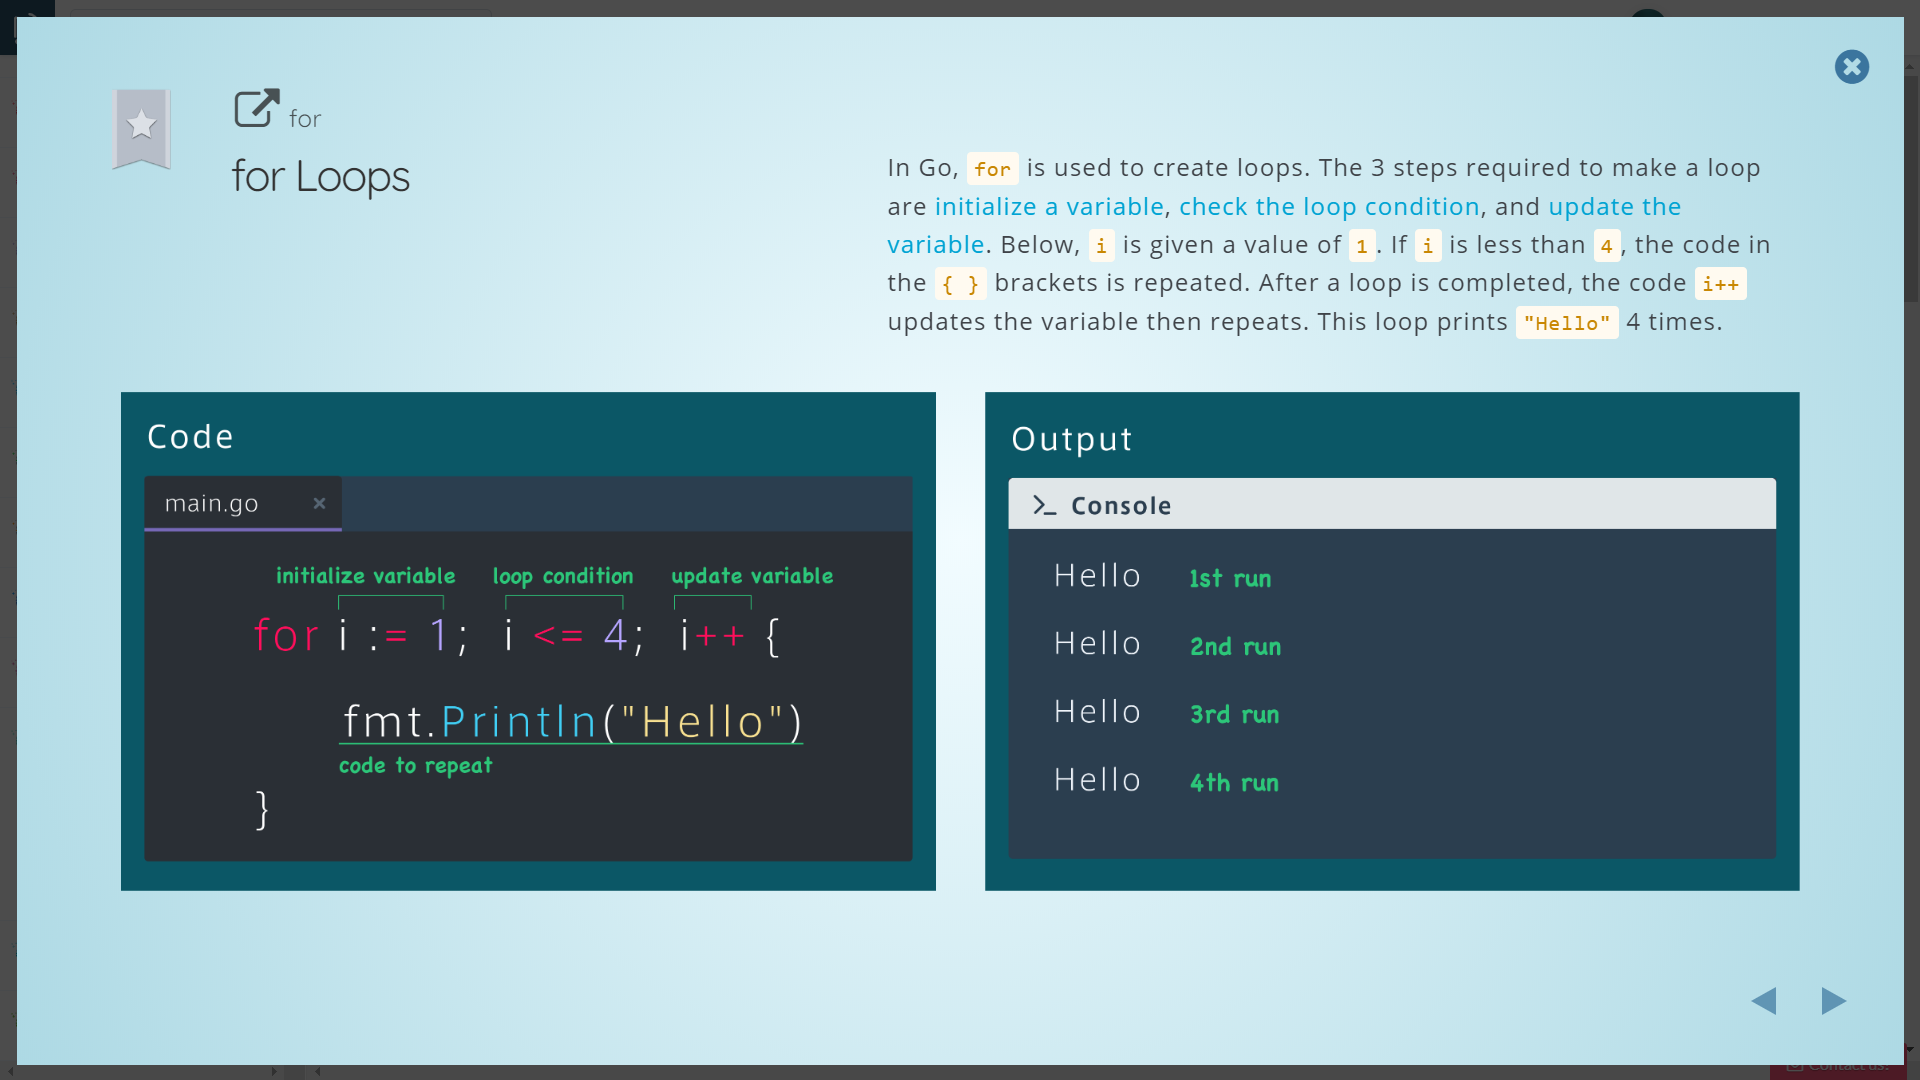 for
for Loops
In Go, for is used to create loops. The 3 steps required to make a loop
are initialize a variable, check the loop condition, and update the
variable. Below, i is given a value of 1. If i is less than 4, the code in
the { } brackets is repeated. After a loop is completed, the code i++
updates the variable then repeats. This loop prints "Hello" 4 times.
Code
main.go
initialize variable loop condition update variable
for i := 1; i <= 4; i++ {
fmt.Println("Hello")
code to repeat
}
Output
Console
Hello 1st run
Hello 2nd run
Hello 3rd run
Hello 4th run
Contact us!